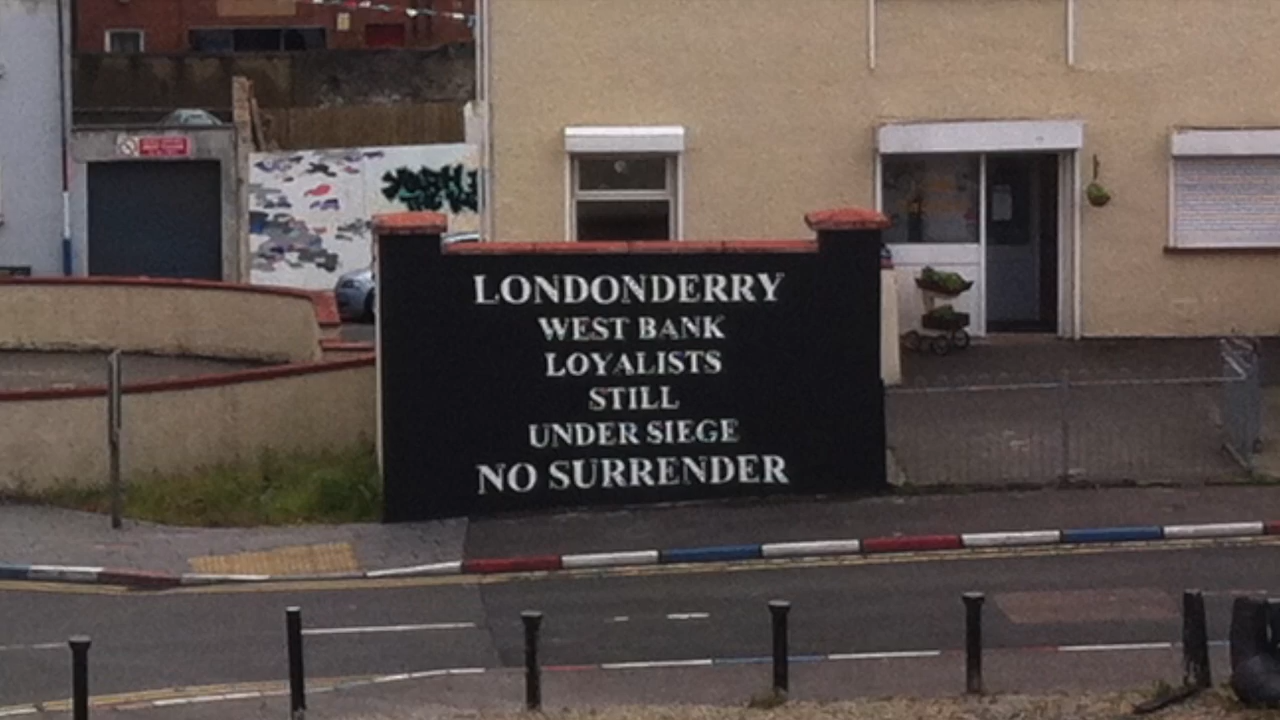 LONDONDERRY
WEST BANK
LOYALISTS
STILL
UNDER SIEGE
NO SURRENDER